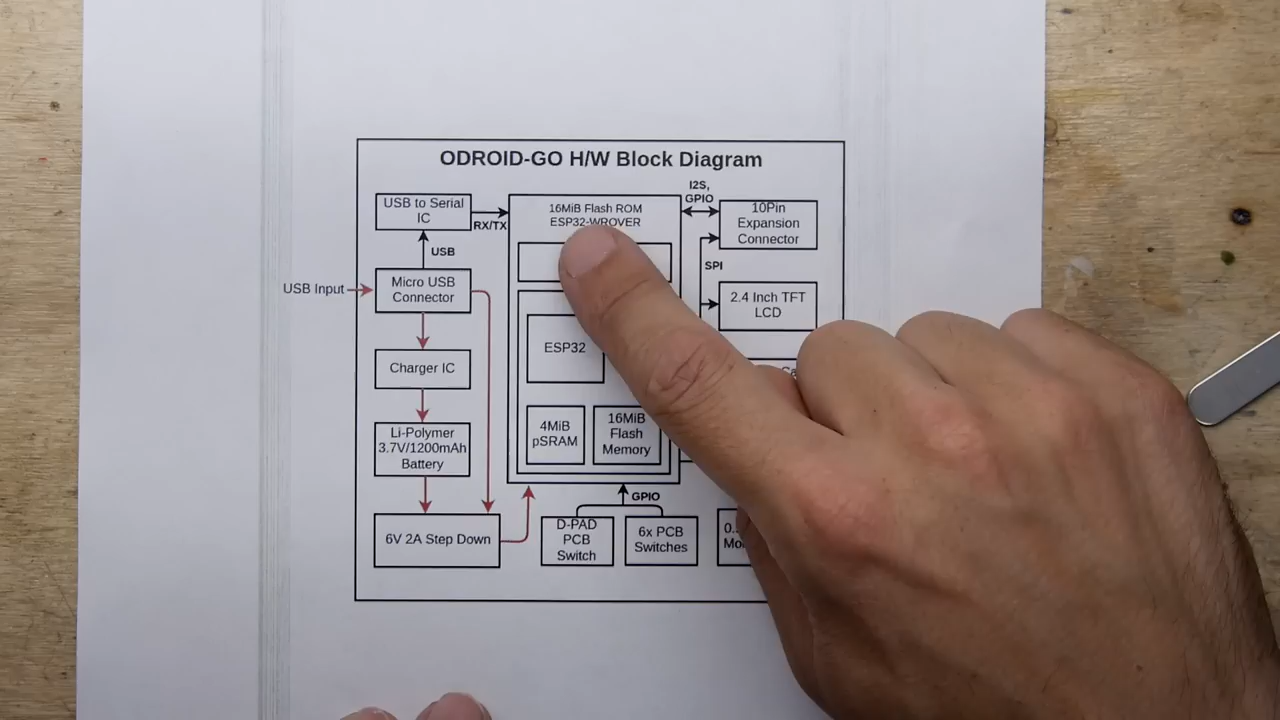 ODROID-GO H/W Block Diagram
USB to Serial
IC
RX/TX
USB
USB Input
Micro USB
Connector
Charger IC
Li-Polymer
3.7V/1200mAh
Battery
6V 2A Step Down
16MiB Flash ROM
ESP32-WROVER
ESP32
4MiB
pSRAM
16MiB
Flash
Memory
GPIO
D-PAD
PCB
Switch
6x PCB
Switches
I2S,
GPIO
10Pin
Expansion
Connector
SPI
2.4 Inch TFT
LCD